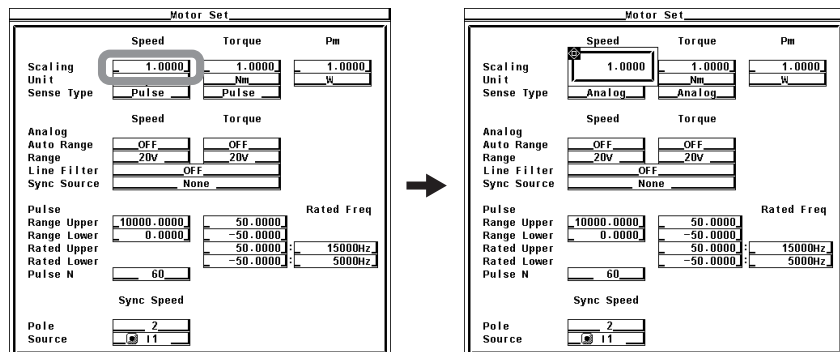 Motor Set
Speed Torque Pm
Scaling 1.0000 1.0000 1.0000
Unit Nm W
Sense Type Pulse Pulse
Speed Torque
Analog
Auto Range OFF OFF
Range 20V 20V
Line Filter OFF
Sync Source None
Pulse Rated Freq
Range Upper 10000.0000 50.0000
Range Lower 0.0000 -50.0000
Rated Upper 50.0000 : 15000Hz
Rated Lower -50.0000 : 5000Hz
Pulse N 60
Sync Speed
Pole 2
Source I1
Motor Set
Speed Torque Pm
Scaling 1.0000 1.0000 1.0000
Unit Nm W
Sense Type Analog Analog
Speed Torque
Analog
Auto Range OFF OFF
Range 20V 20V
Line Filter OFF
Sync Source None
Pulse Rated Freq
Range Upper 10000.0000 50.0000
Range Lower 0.0000 -50.0000
Rated Upper 50.0000 : 15000Hz
Rated Lower -50.0000 : 5000Hz
Pulse N 60
Sync Speed
Pole 2
Source I1